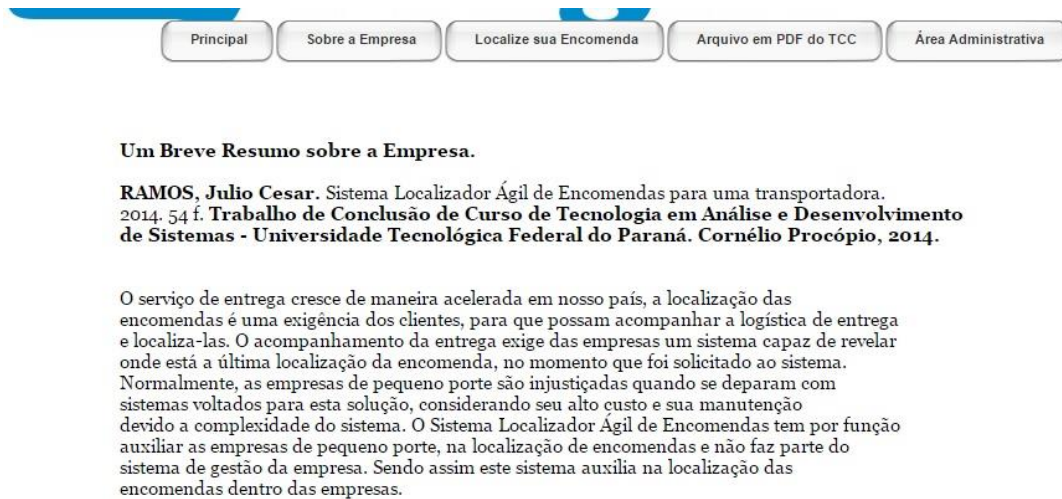 Principal Sobre a Empresa Localize sua Encomenda Arquivo em PDF do TCC Área Administrativa
Um Breve Resumo sobre a Empresa.
RAMOS, Julio Cesar. Sistema Localizador Ágil de Encomendas para uma transportadora.
2014. 54 f. Trabalho de Conclusão de Curso de Tecnologia em Análise e Desenvolvimento
de Sistemas - Universidade Tecnológica Federal do Paraná. Cornélio Procópio, 2014.
O serviço de entrega cresce de maneira acelerada em nosso país, a localização das
encomendas é uma exigência dos clientes, para que possam acompanhar a logística de entrega
e localiza-las. O acompanhamento da entrega exige das empresas um sistema capaz de revelar
onde está a última localização da encomenda, no momento que foi solicitado ao sistema.
Normalmente, as empresas de pequeno porte são injustiçadas quando se deparam com
sistemas voltados para esta solução, considerando seu alto custo e sua manutenção
devido a complexidade do sistema. O Sistema Localizador Ágil de Encomendas tem por função
auxiliar as empresas de pequeno porte, na localização de encomendas e não faz parte do
sistema de gestão da empresa. Sendo assim este sistema auxilia na localização das
encomendas dentro das empresas.